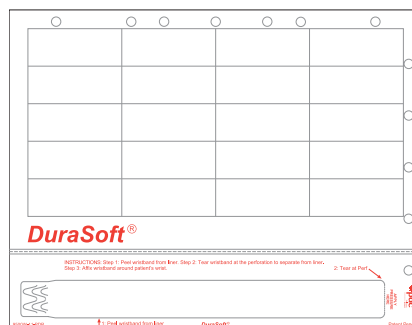 DuraSoft®
INSTRUCTIONS: Step 1: Peel wristband from liner. Step 2: Tear wristband at the perforation to separate from liner.
Step 3: Affix wristband around patient's wrist.
2: Tear at Perf
1: Peel wristband from liner
DuraSoft®